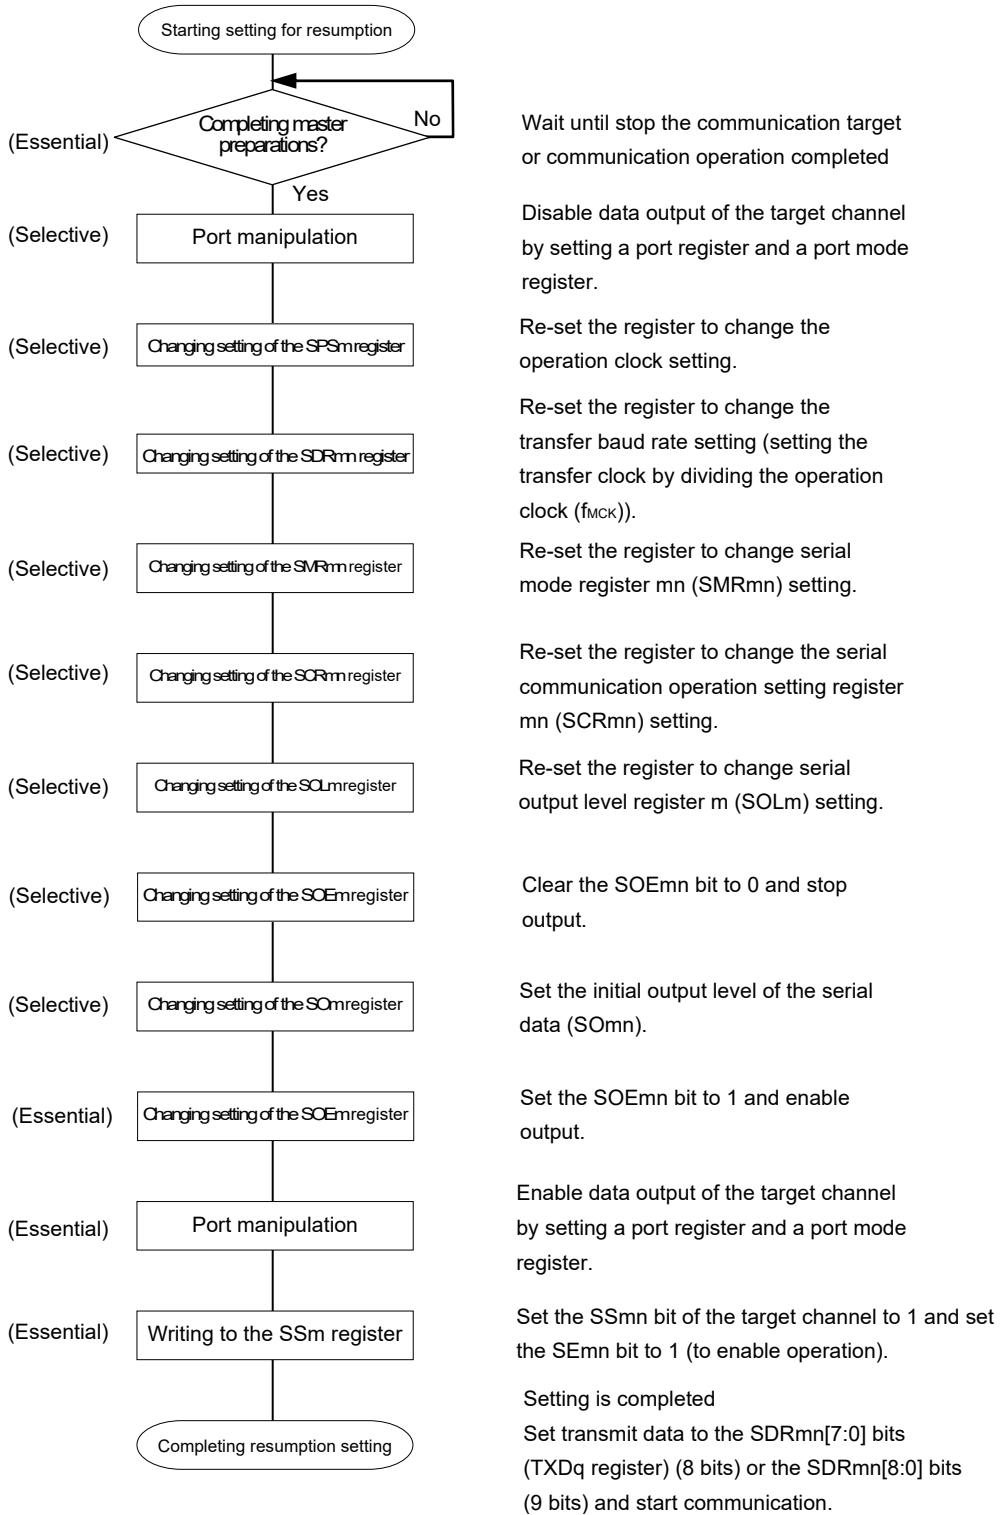 Starting setting for resumption
(Essential)
Completing master
preparations?
No
Wait until stop the communication target
or communication operation completed
Yes
(Selective)
Port manipulation
Disable data output of the target channel
by setting a port register and a port mode
register.
(Selective)
Changing setting of the SPSm register
Re-set the register to change the
operation clock setting.
(Selective)
Changing setting of the SDRmn register
Re-set the register to change the
transfer baud rate setting (setting the
transfer clock by dividing the operation
clock (fMCK)).
(Selective)
Changing setting of the SMRmn register
Re-set the register to change serial
mode register mn (SMRmn) setting.
(Selective)
Changing setting of the SCRmn register
Re-set the register to change the serial
communication operation setting register
mn (SCRmn) setting.
(Selective)
Changing setting of the SOLm register
Re-set the register to change serial
output level register m (SOLm) setting.
(Selective)
Changing setting of the SOEm register
Clear the SOEmn bit to 0 and stop
output.
(Selective)
Changing setting of the SOm register
Set the initial output level of the serial
data (SOmn).
(Essential)
Changing setting of the SOEm register
Set the SOEmn bit to 1 and enable
output.
(Essential)
Port manipulation
Enable data output of the target channel
by setting a port register and a port mode
register.
(Essential)
Writing to the SSm register
Set the SSmn bit of the target channel to 1 and set
the SEmn bit to 1 (to enable operation).
Completing resumption setting
Setting is completed
Set transmit data to the SDRmn[7:0] bits
(TXDq register) (8 bits) or the SDRmn[8:0] bits
(9 bits) and start communication.